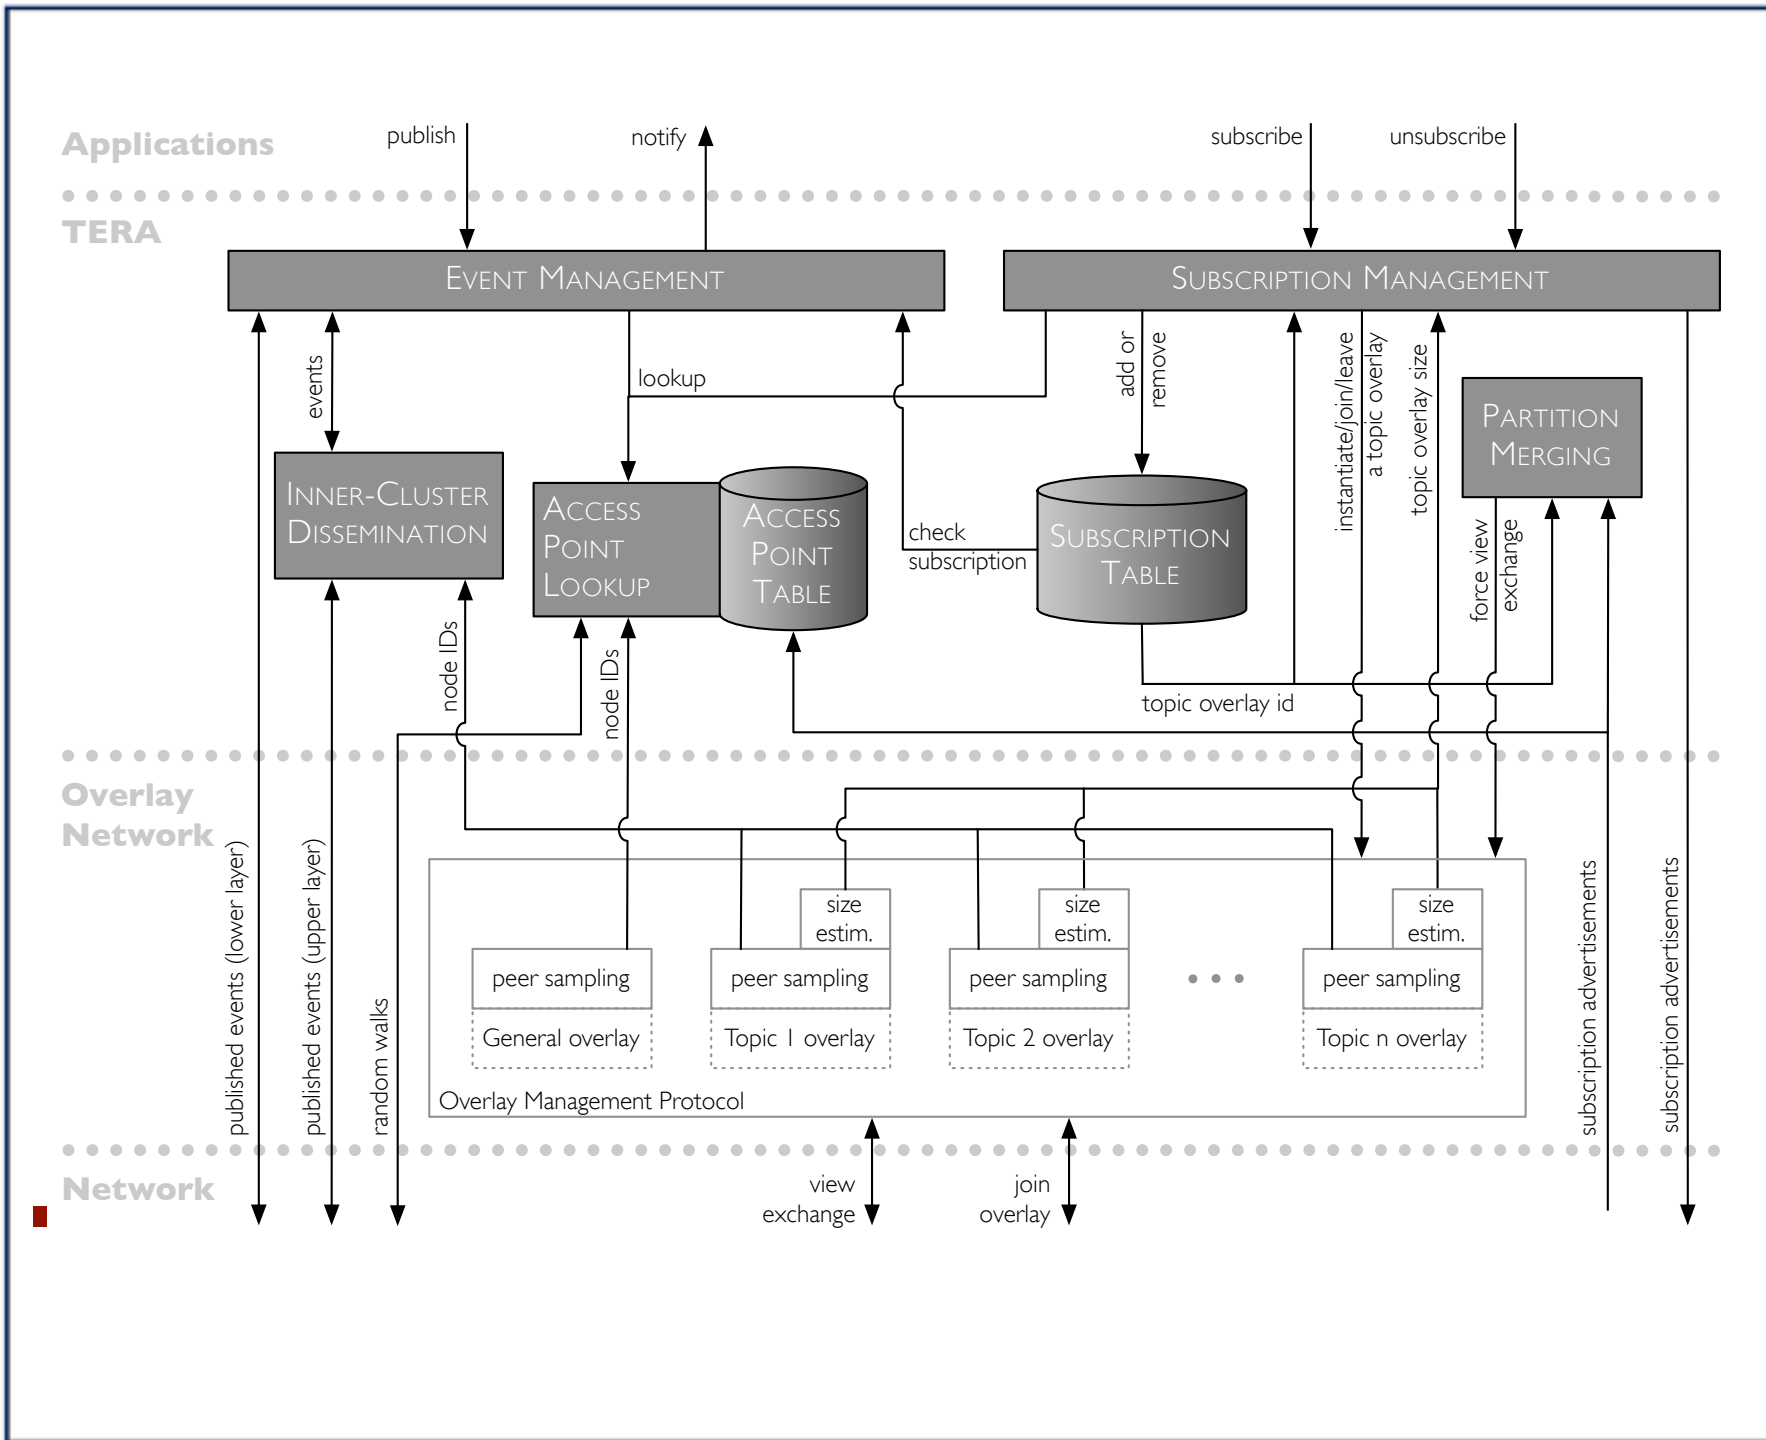 Applications
publish
notify
subscribe
unsubscribe
TERA
EVENT MANAGEMENT
SUBSCRIPTION MANAGEMENT
events
lookup
add or
remove
instantiate/join/leave
a topic overlay
topic overlay size
PARTITION
MERGING
INNER-CLUSTER
DISSEMINATION
ACCESS
POINT
LOOKUP
ACCESS
POINT
TABLE
check
subscription
SUBSCRIPTION
TABLE
force view
exchange
node IDs
node IDs
topic overlay id
Overlay
Network
published events (lower layer)
published events (upper layer)
random walks
size
estim.
size
estim.
size
estim.
peer sampling
peer sampling
peer sampling
peer sampling
General overlay
Topic 1 overlay
Topic 2 overlay
Topic n overlay
Overlay Management Protocol
subscription advertisements
subscription advertisements
Network
view
exchange
join
overlay